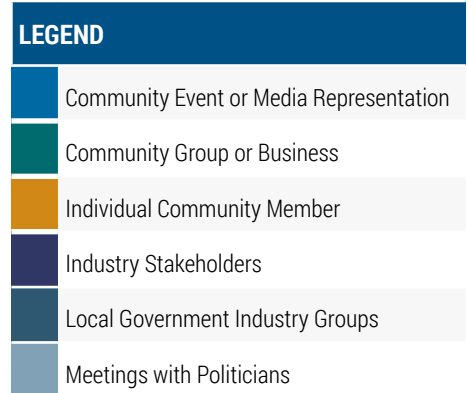 LEGEND
Community Event or Media Representation
Community Group or Business
Individual Community Member
Industry Stakeholders
Local Government Industry Groups
Meetings with Politicians